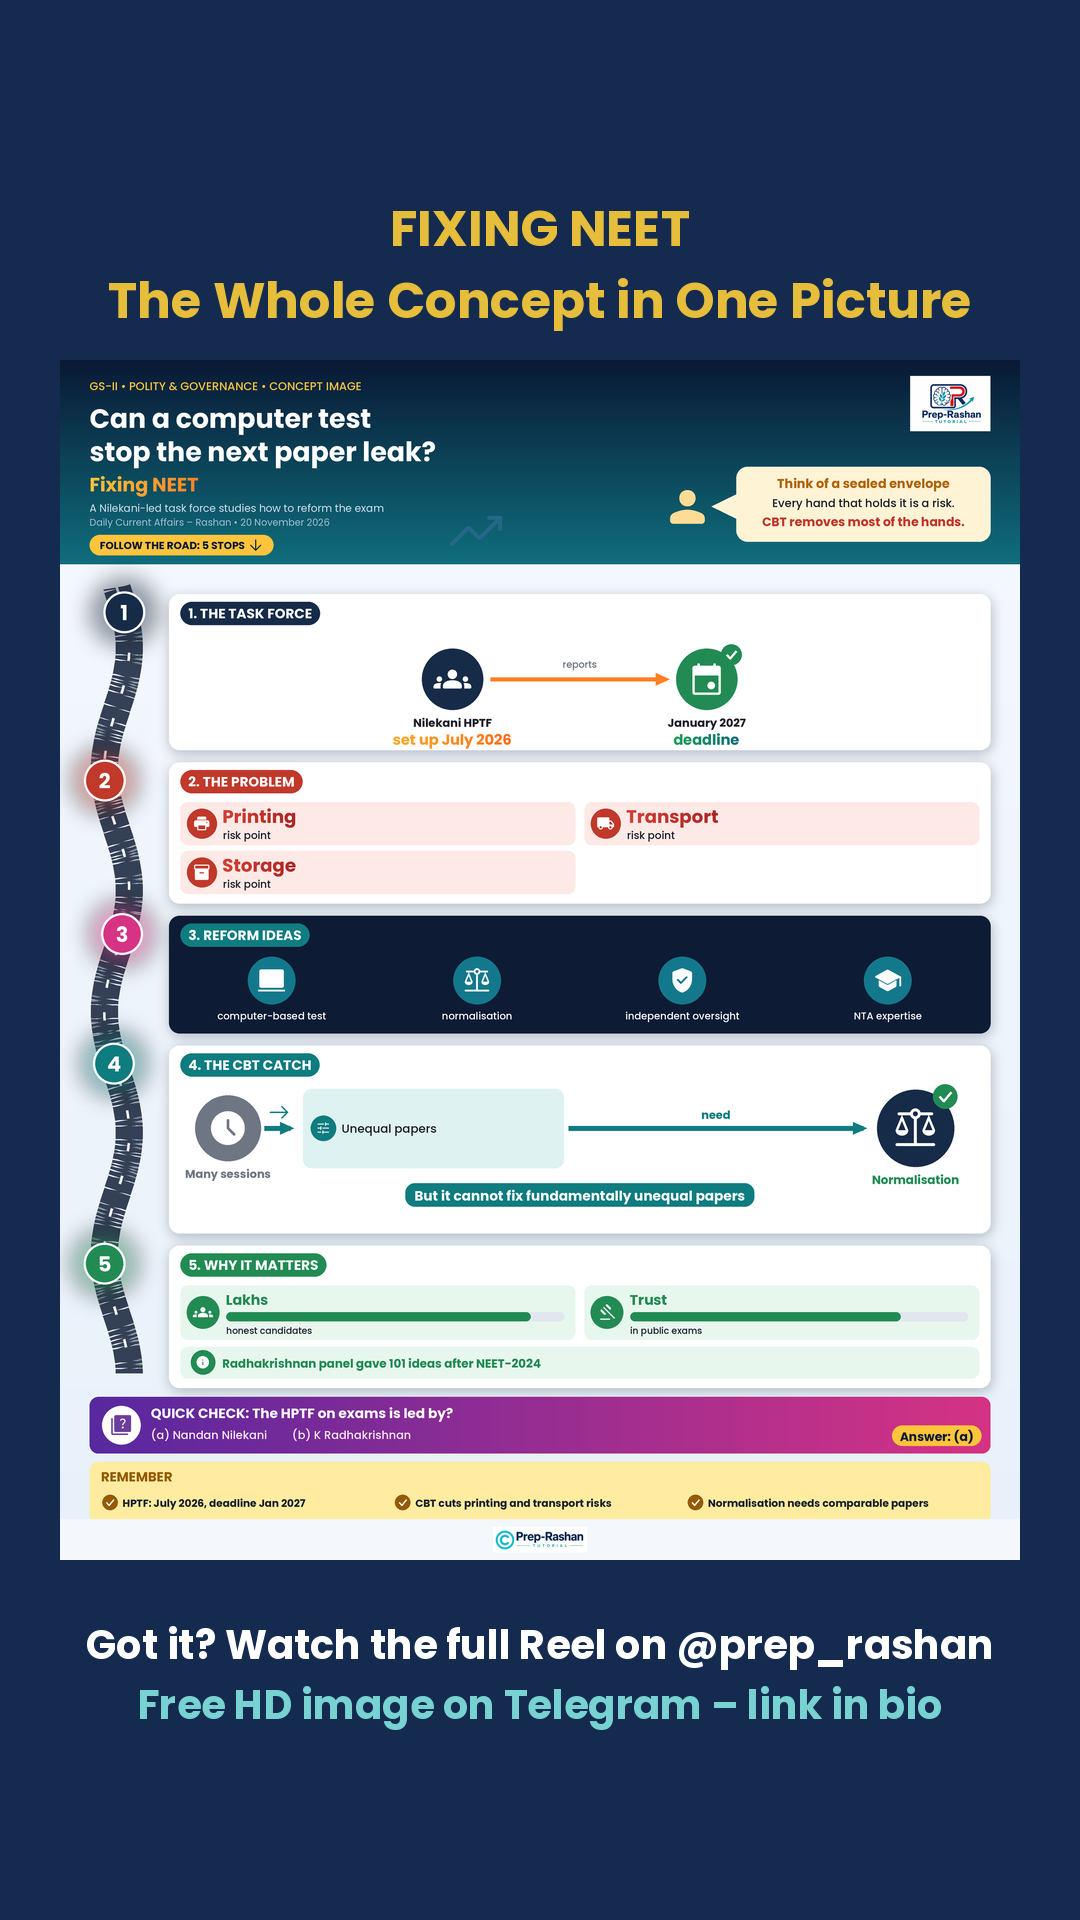 FIXING NEET
The Whole Concept in One Picture
GS-II • POLITY & GOVERNANCE • CONCEPT IMAGE
Can a computer test
stop the next paper leak?
Fixing NEET
A Nilekani-led task force studies how to reform the exam
Daily Current Affairs – Rashan • 20 November 2026
FOLLOW THE ROAD: 5 STOPS
Prep-Rashan
TUTORIAL
Think of a sealed envelope
Every hand that holds it is a risk.
CBT removes most of the hands.
1
1. THE TASK FORCE
reports
Nilekani HPTF
set up July 2026
January 2027
deadline
2
2. THE PROBLEM
Printing
risk point
Transport
risk point
Storage
risk point
3
3. REFORM IDEAS
computer-based test
normalisation
independent oversight
NTA expertise
4
4. THE CBT CATCH
Many sessions
Unequal papers
need
Normalisation
But it cannot fix fundamentally unequal papers
5
5. WHY IT MATTERS
Lakhs
honest candidates
Trust
in public exams
Radhakrishnan panel gave 101 ideas after NEET-2024
QUICK CHECK: The HPTF on exams is led by?
(a) Nandan Nilekani (b) K Radhakrishnan
Answer: (a)
REMEMBER
HPTF: July 2026, deadline Jan 2027
CBT cuts printing and transport risks
Normalisation needs comparable papers
© Prep-Rashan
TUTORIAL
Got it? Watch the full Reel on @prep_rashan
Free HD image on Telegram – link in bio